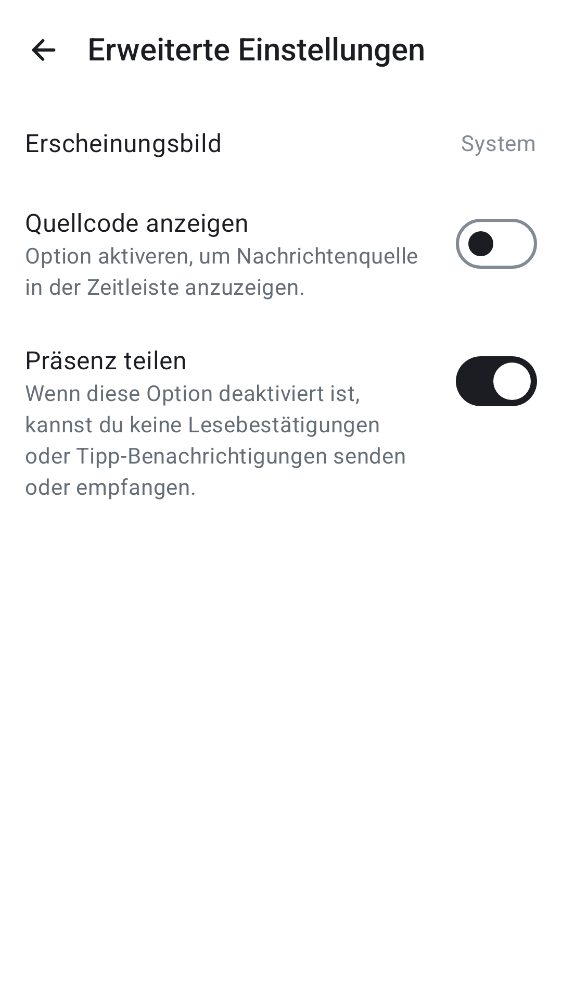 Erweiterte Einstellungen
Erscheinungsbild
System
Quellcode anzeigen
Option aktiveren, um Nachrichtenquelle
in der Zeitleiste anzuzeigen.
Präsenz teilen
Wenn diese Option deaktiviert ist,
kannst du keine Lesebestätigungen
oder Tipp-Benachrichtigungen senden
oder empfangen.